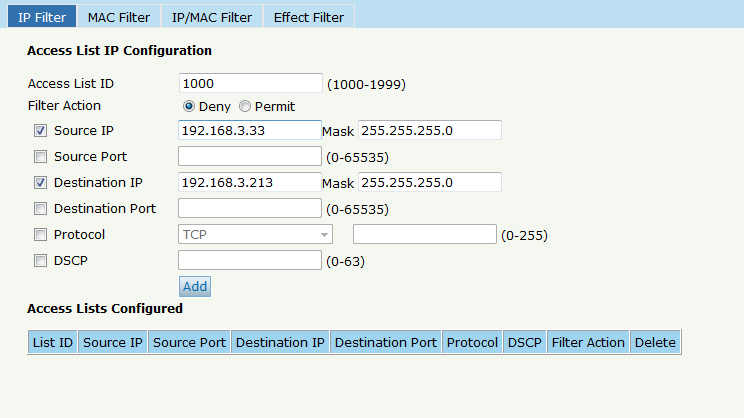 IP Filter MAC Filter IP/MAC Filter Effect Filter
Access List IP Configuration
Access List ID 1000 (1000-1999)
Filter Action Deny Permit
Source IP 192.168.3.33 Mask 255.255.255.0
Source Port (0-65535)
Destination IP 192.168.3.213 Mask 255.255.255.0
Destination Port (0-65535)
Protocol TCP (0-255)
DSCP (0-63)
Add
Access Lists Configured
List ID Source IP Source Port Destination IP Destination Port Protocol DSCP Filter Action Delete